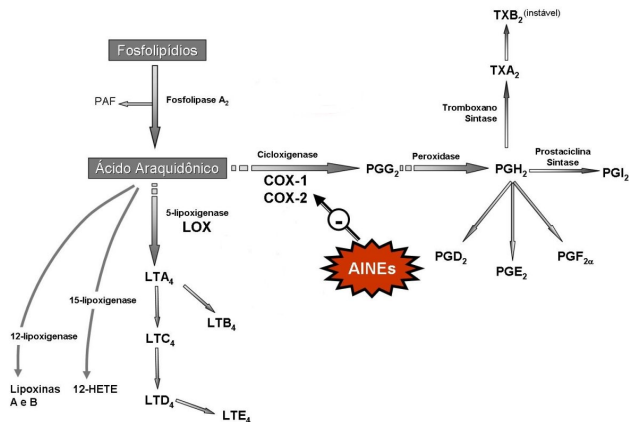 TXB₂ (instável)
Fosfolipídios
TXA₂
PAF
Fosfolipase A₂
Tromboxano
Sintase
Ácido Araquidônico
Cicloxigenase
COX-1
COX-2
PGG₂
Peroxidase
PGH₂
Prostaciclina
Sintase
PGI₂
5-lipoxigenase
LOX
-
AINEs
PGD₂
PGE₂
PGF₂α
LTA₄
15-lipoxigenase
LTB₄
12-lipoxigenase
LTC₄
Lipoxinas
A e B
12-HETE
LTD₄
LTE₄